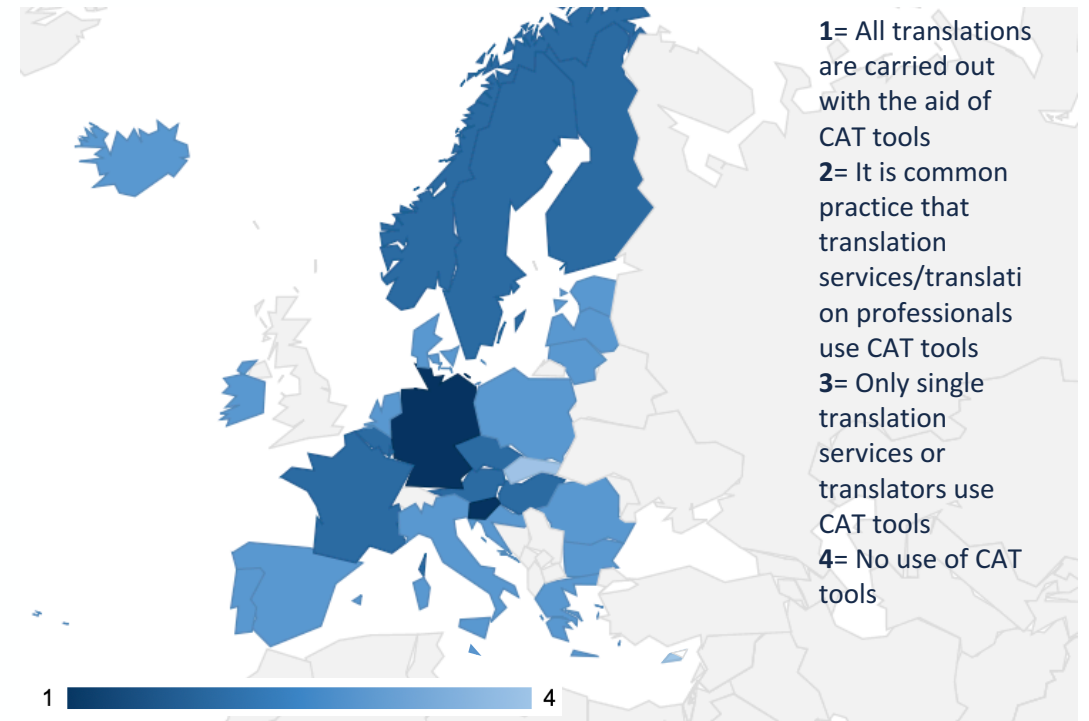 1= All translations
are carried out
with the aid of
CAT tools
2= It is common
practice that
translation
services/translati
on professionals
use CAT tools
3= Only single
translation
services or
translators use
CAT tools
4= No use of CAT
tools
1 4